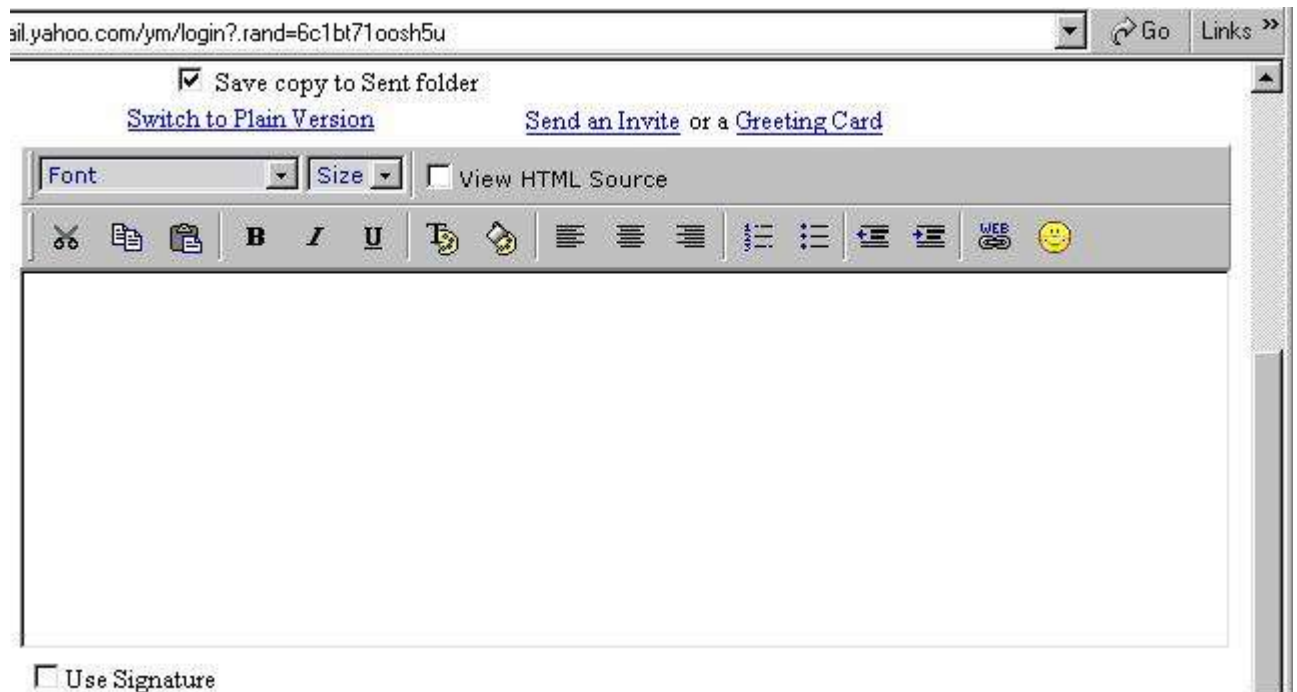 ail.yahoo.com/ym/login?.rand=6c1bt71oosh5u Go Links »
Save copy to Sent folder
Switch to Plain Version Send an Invite or a Greeting Card
Font Size View HTML Source
B I U T WEB
Use Signature